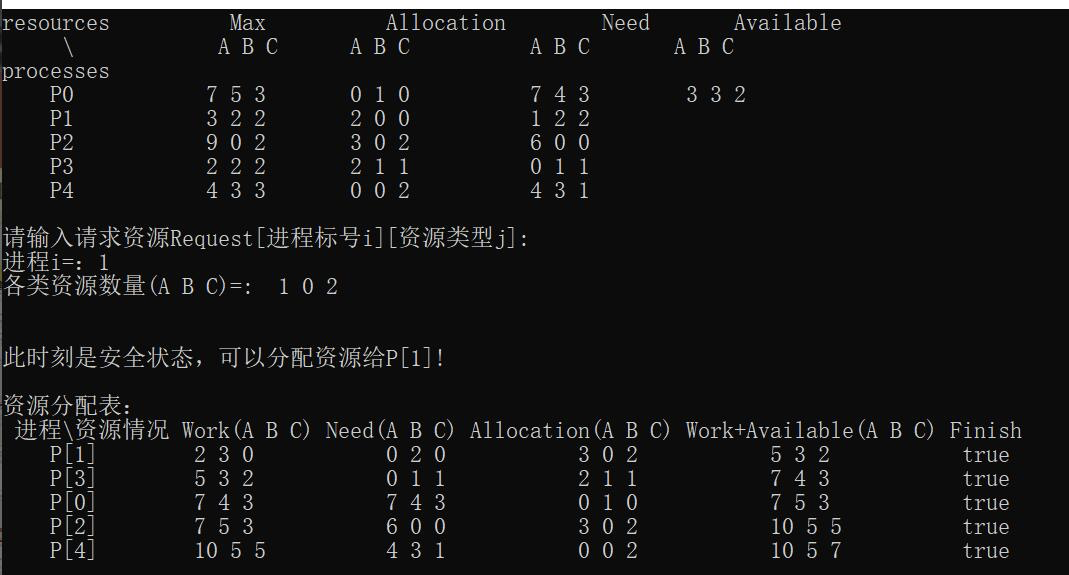 resources Max Allocation Need Available
\ A B C A B C A B C A B C
processes
P0 7 5 3 0 1 0 7 4 3 3 3 2
P1 3 2 2 2 0 0 1 2 2
P2 9 0 2 3 0 2 6 0 0
P3 2 2 2 2 1 1 0 1 1
P4 4 3 3 0 0 2 4 3 1
请输入请求资源Request[进程标号i][资源类型j]:
进程i=: 1
各类资源数量(A B C)=: 1 0 2
此时刻是安全状态，可以分配资源给P[1]!
资源分配表:
进程\资源情况 Work(A B C) Need(A B C) Allocation(A B C) Work+Available(A B C) Finish
P[1] 2 3 0 0 2 0 3 0 2 5 3 2 true
P[3] 5 3 2 0 1 1 2 1 1 7 4 3 true
P[0] 7 4 3 7 4 3 0 1 0 7 5 3 true
P[2] 7 5 3 6 0 0 3 0 2 10 5 5 true
P[4] 10 5 5 4 3 1 0 0 2 10 5 7 true